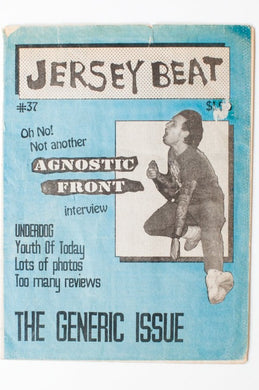 JERSEY BEAT
#37
Oh No!
Not another
AGNOSTIC
FRONT
interview
UNDERDOG
Youth Of Today
Lots of photos
Too many reviews
THE GENERIC ISSUE